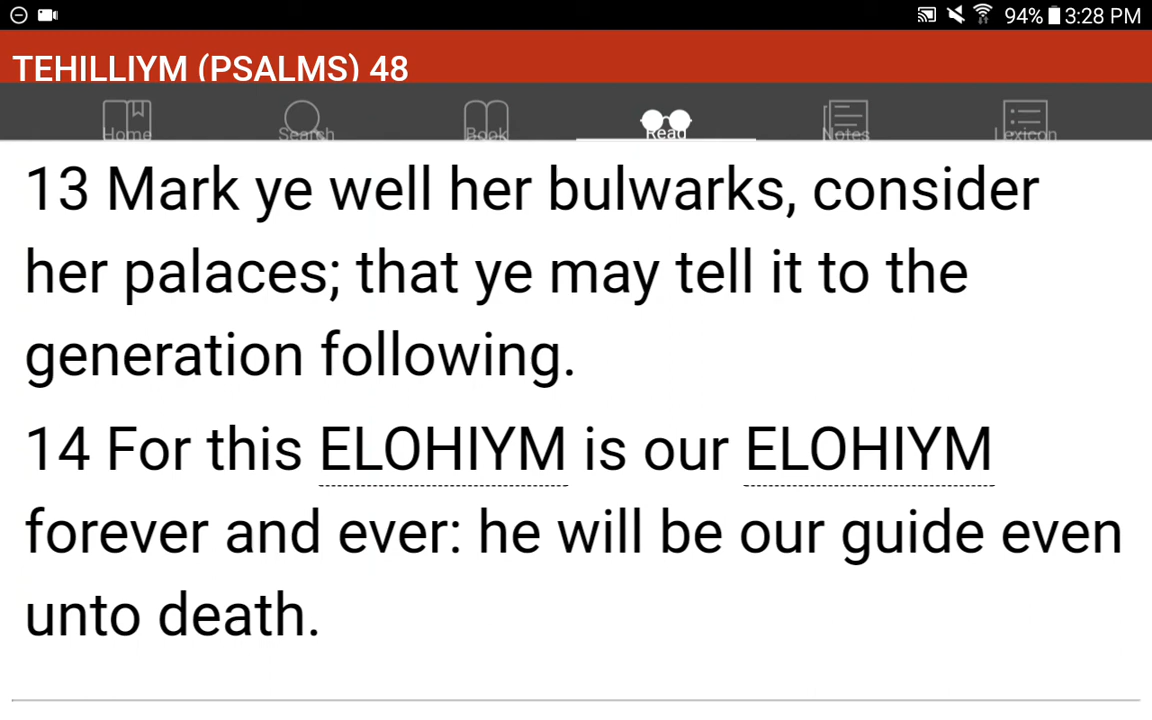 94% 3:28 PM
TEHILLIYM (PSALMS) 48
Home Search Book Read Notes Lexicon
13 Mark ye well her bulwarks, consider
her palaces; that ye may tell it to the
generation following.
14 For this ELOHIYM is our ELOHIYM
forever and ever: he will be our guide even
unto death.